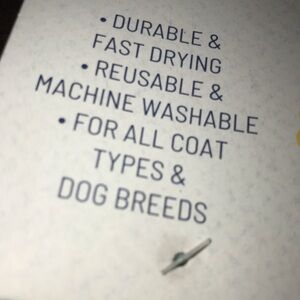 • DURABLE &
FAST DRYING
• REUSABLE &
MACHINE WASHABLE
• FOR ALL COAT
TYPES &
DOG BREEDS